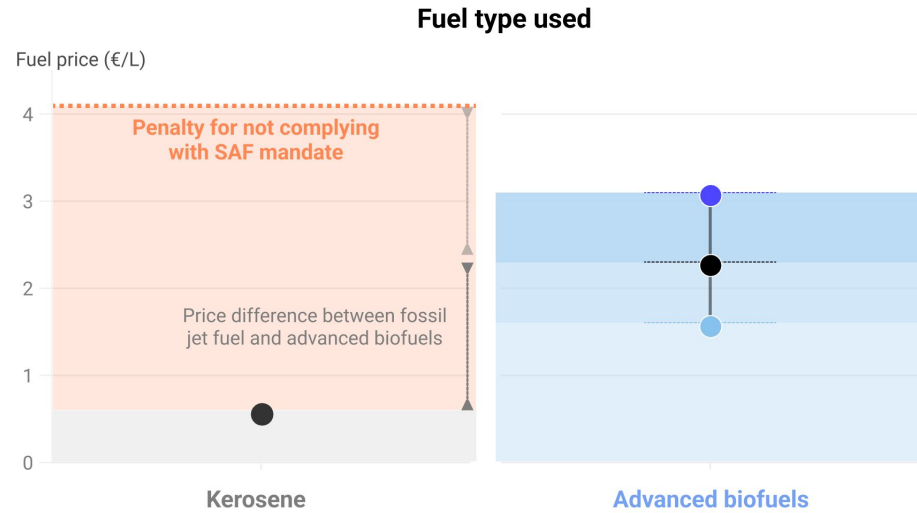 Fuel type used
Fuel price (€/L)
4
Penalty for not complying
with SAF mandate
3
2
Price difference between fossil
jet fuel and advanced biofuels
1
0
Kerosene
Advanced biofuels